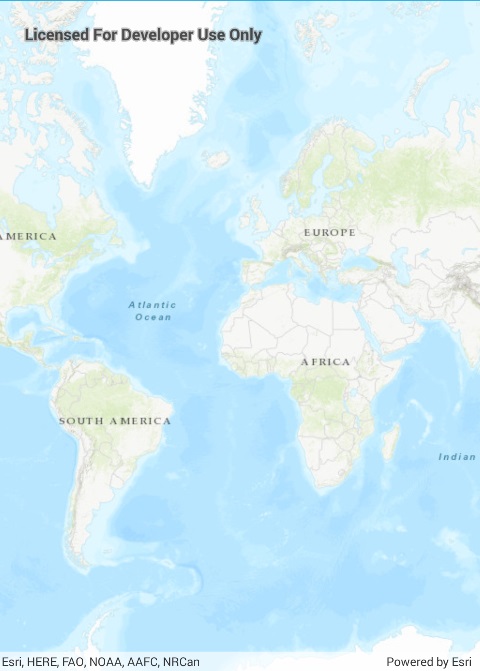 Licensed For Developer Use Only
EUROPE
AMERICA
Atlantic
Ocean
AFRICA
SOUTH AMERICA
Indian
Esri, HERE, FAO, NOAA, AAFC, NRCan
Powered by Esri